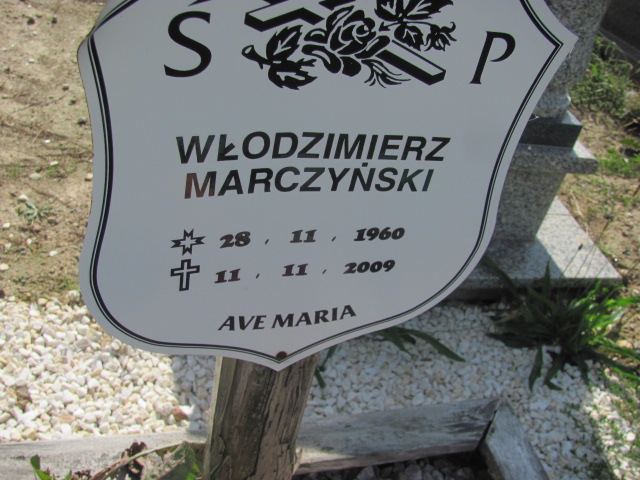 S P
WŁODZIMIERZ
MARCZYŃSKI
28 . 11 . 1960
11 . 11 . 2009
AVE MARIA